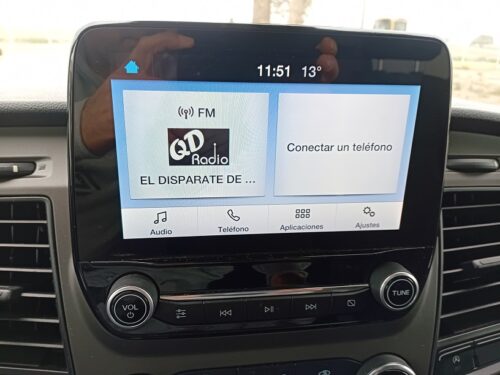 11:51 13°
FM
QD
Radio
EL DISPARATE DE ...
Conectar un teléfono
Audio Teléfono Aplicaciones Ajustes
VOL
TUNE